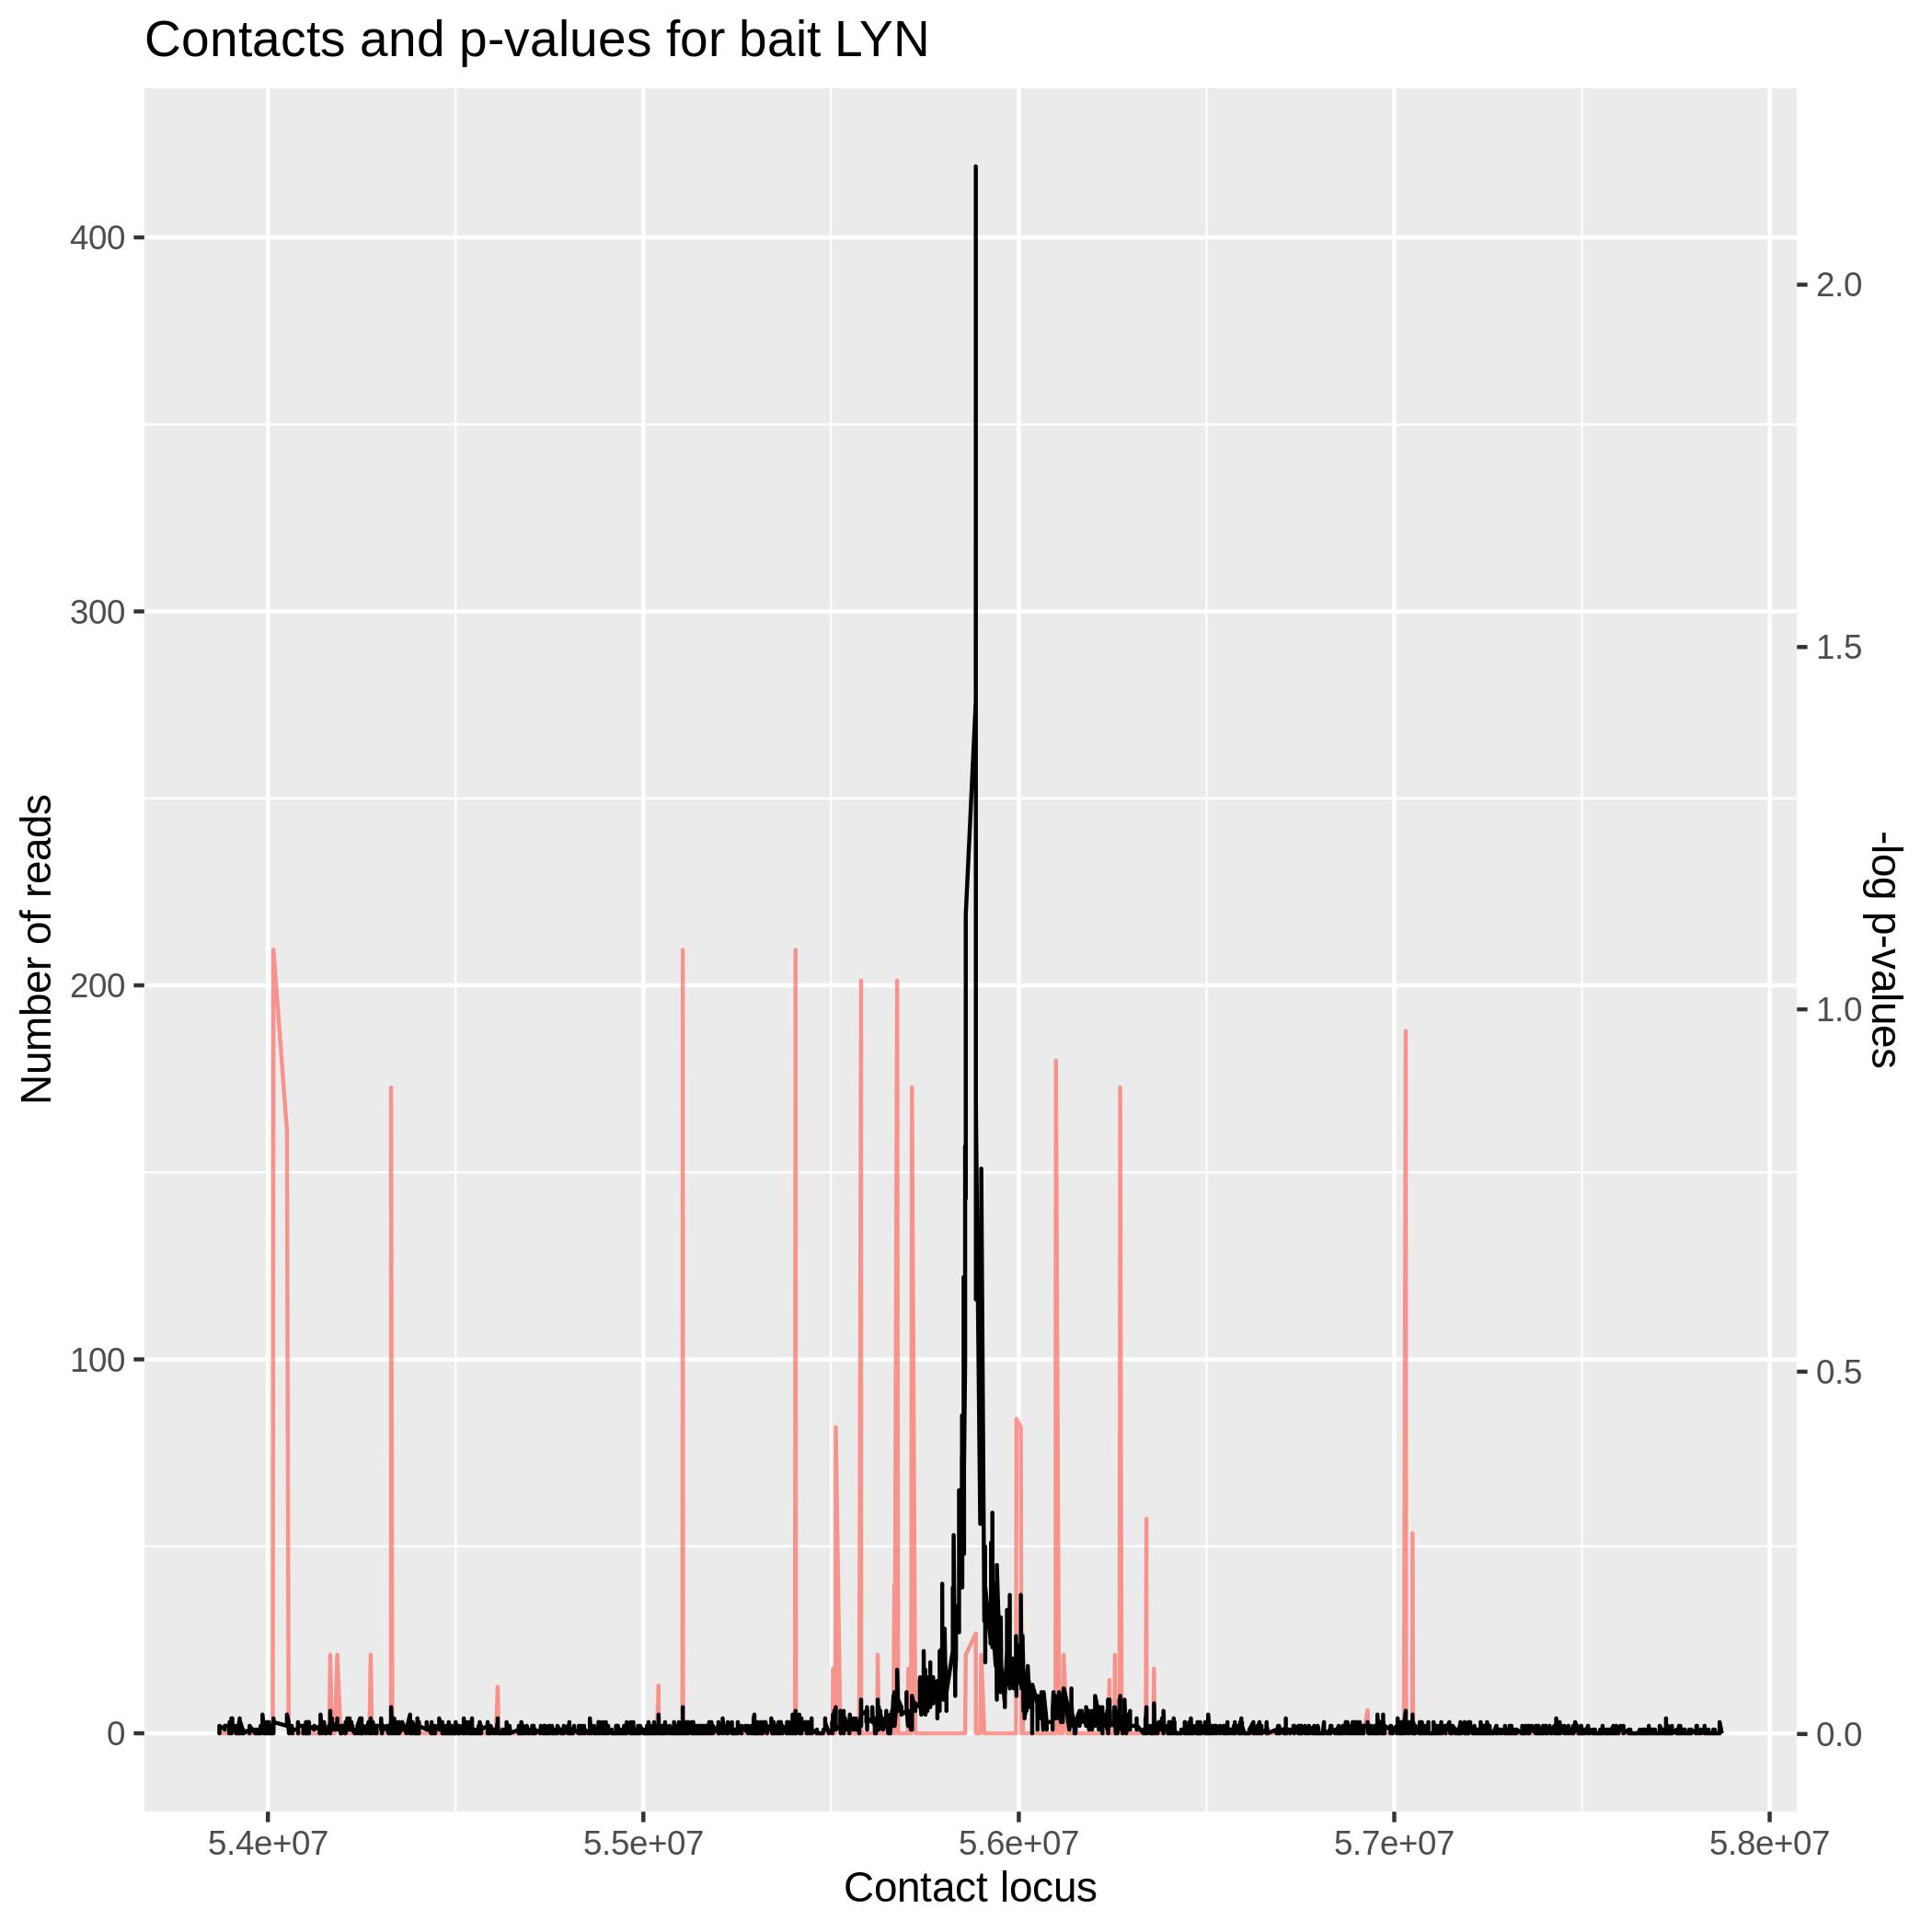 Contacts and p-values for bait LYN
400
300
200
100
0
2.0
1.5
1.0
0.5
0.0
Number of reads
-log p-values
5.4e+07
5.5e+07
5.6e+07
5.7e+07
5.8e+07
Contact locus